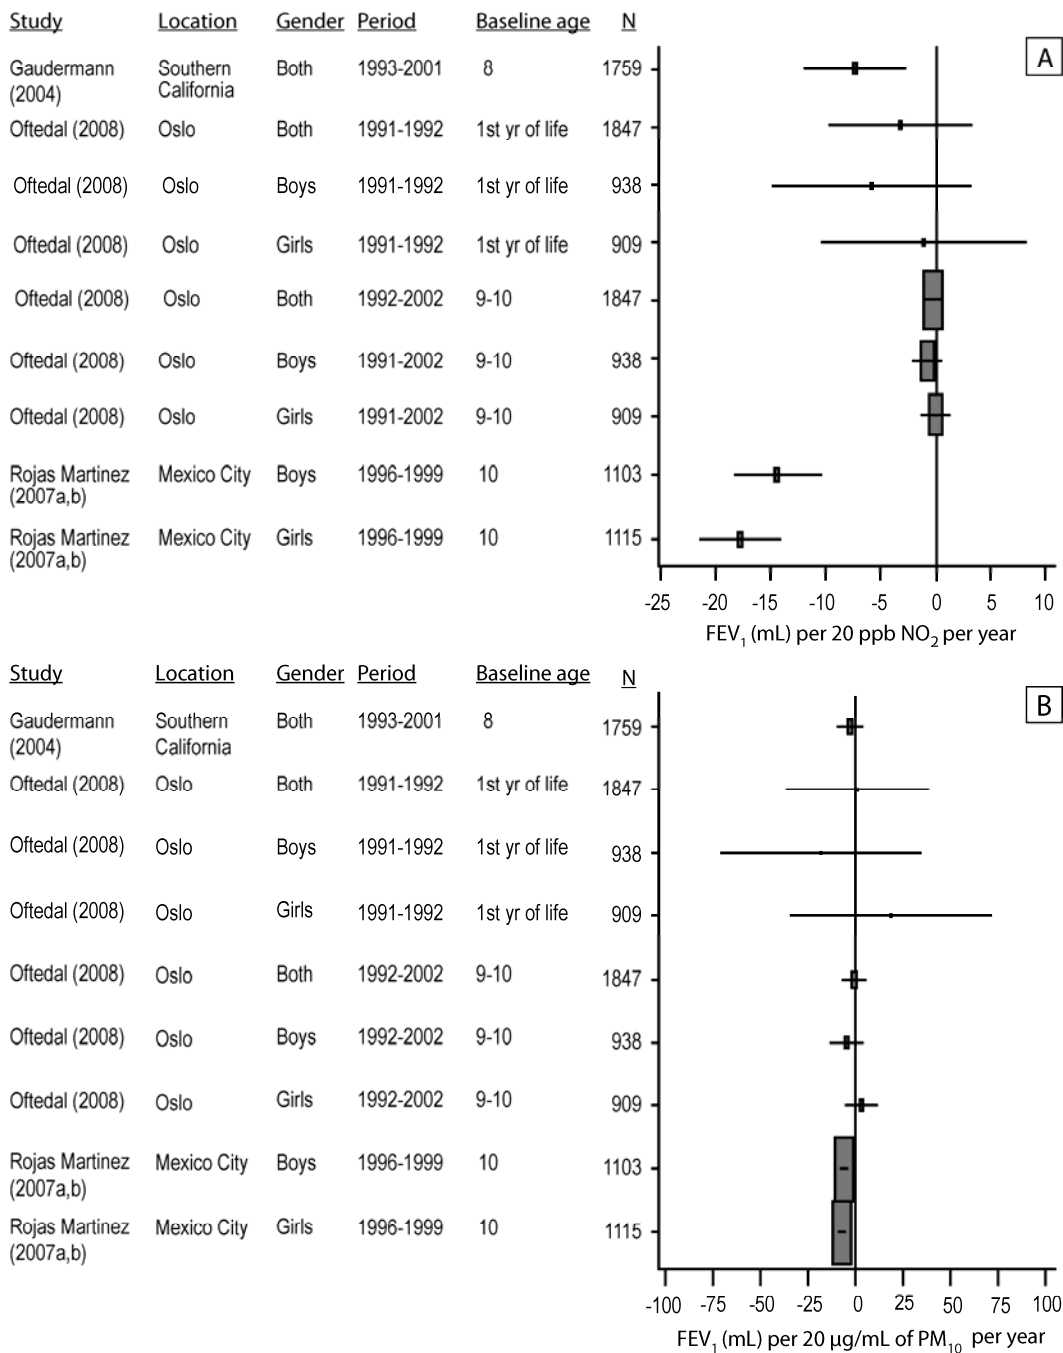 Study Location Gender Period Baseline age N
A
Gaudermann Southern Both 1993-2001 8 1759
(2004) California
Oftedal (2008) Oslo Both 1991-1992 1st yr of life 1847
Oftedal (2008) Oslo Boys 1991-1992 1st yr of life 938
Oftedal (2008) Oslo Girls 1991-1992 1st yr of life 909
Oftedal (2008) Oslo Both 1992-2002 9-10 1847
Oftedal (2008) Oslo Boys 1991-2002 9-10 938
Oftedal (2008) Oslo Girls 1991-2002 9-10 909
Rojas Martinez Mexico City Boys 1996-1999 10 1103
(2007a,b)
Rojas Martinez Mexico City Girls 1996-1999 10 1115
(2007a,b)
-25 -20 -15 -10 -5 0 5 10
FEV1 (mL) per 20 ppb NO2 per year
Study Location Gender Period Baseline age N
B
Gaudermann Southern Both 1993-2001 8 1759
(2004) California
Oftedal (2008) Oslo Both 1991-1992 1st yr of life 1847
Oftedal (2008) Oslo Boys 1991-1992 1st yr of life 938
Oftedal (2008) Oslo Girls 1991-1992 1st yr of life 909
Oftedal (2008) Oslo Both 1992-2002 9-10 1847
Oftedal (2008) Oslo Boys 1992-2002 9-10 938
Oftedal (2008) Oslo Girls 1992-2002 9-10 909
Rojas Martinez Mexico City Boys 1996-1999 10 1103
(2007a,b)
Rojas Martinez Mexico City Girls 1996-1999 10 1115
(2007a,b)
-100 -75 -50 -25 0 25 50 75 100
FEV1 (mL) per 20 µg/mL of PM10 per year